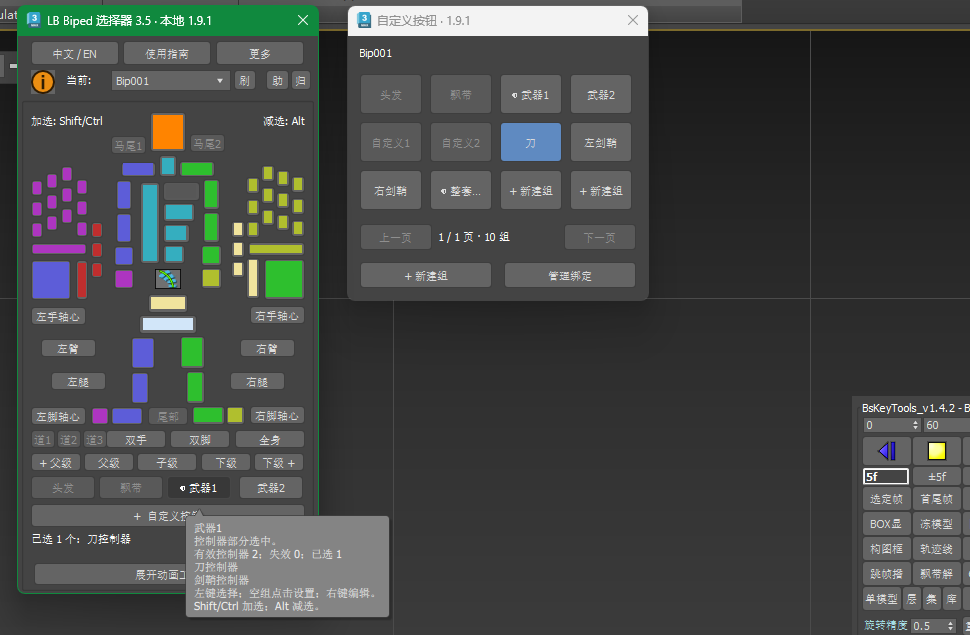 ulat
LB Biped 选择器 3.5 · 本地 1.9.1
中文 / EN
使用指南
更多
当前:
Bip001
刷
助
归
加选: Shift/Ctrl
减选: Alt
马尾1
马尾2
左手轴心
右手轴心
左臂
右臂
左腿
右腿
左脚轴心
尾部
右脚轴心
道1
道2
道3
双手
双脚
全身
+ 父级
父级
子级
下级
下级 +
头发
飘带
武器1
武器2
+ 自定义按
已选 1 个: 刀控制器
展开动画工
武器1
控制器部分选中。
有效控制器 2; 失效 0; 已选 1
刀控制器
剑鞘控制器
左键选择; 空组点击设置; 右键编辑。
Shift/Ctrl 加选; Alt 减选。
自定义按钮 · 1.9.1
Bip001
头发
飘带
武器1
武器2
自定义1
自定义2
刀
左剑鞘
右剑鞘
整套...
+ 新建组
+ 新建组
上一页
1 / 1 页 · 10 组
下一页
+ 新建组
管理绑定
BsKeyTools_v1.4.2 - B
0
60
5f
±5f
选定帧
首尾帧
BOX显
冻模型
构图框
轨迹线
跳帧播
飘带解
单模型
层
集
库
旋转精度
0.5